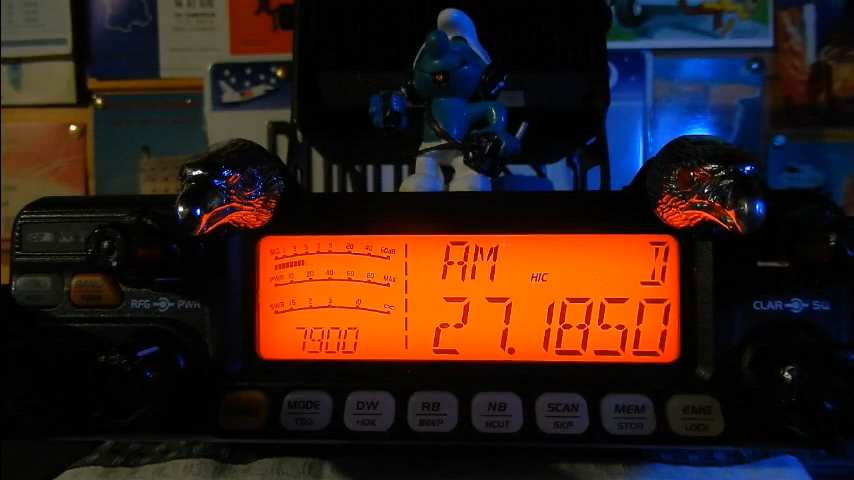 SIG 1 3 5 7 9 20 40 60dB
AM HIC D
PWR 10 20 40 60 80 MAX
SWR 1.5 2 3 10 ∞
7900 27.1850
RFG PWR
CLAR SQ
MODE DW RB NB SCAN MEM EMG
TSQ +10K BEEP HCUT SKP STOR LOCK